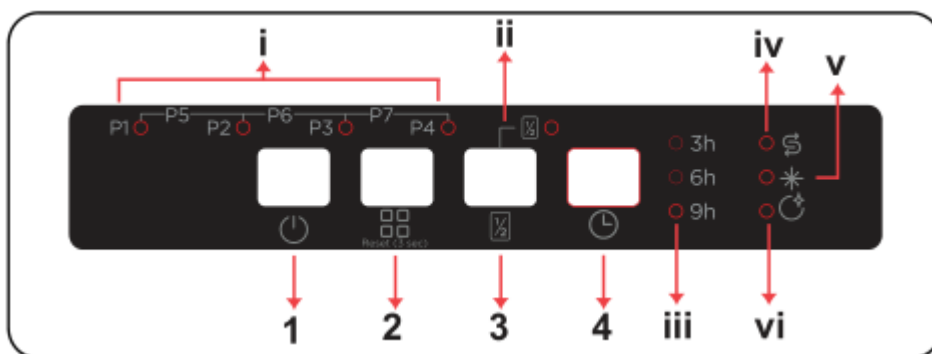 i
ii
iv
v
P5 P6 P7
P1 P2 P3 P4 ½
3h
6h
9h
½
Reset (3 sec)
1 2 3 4 iii vi